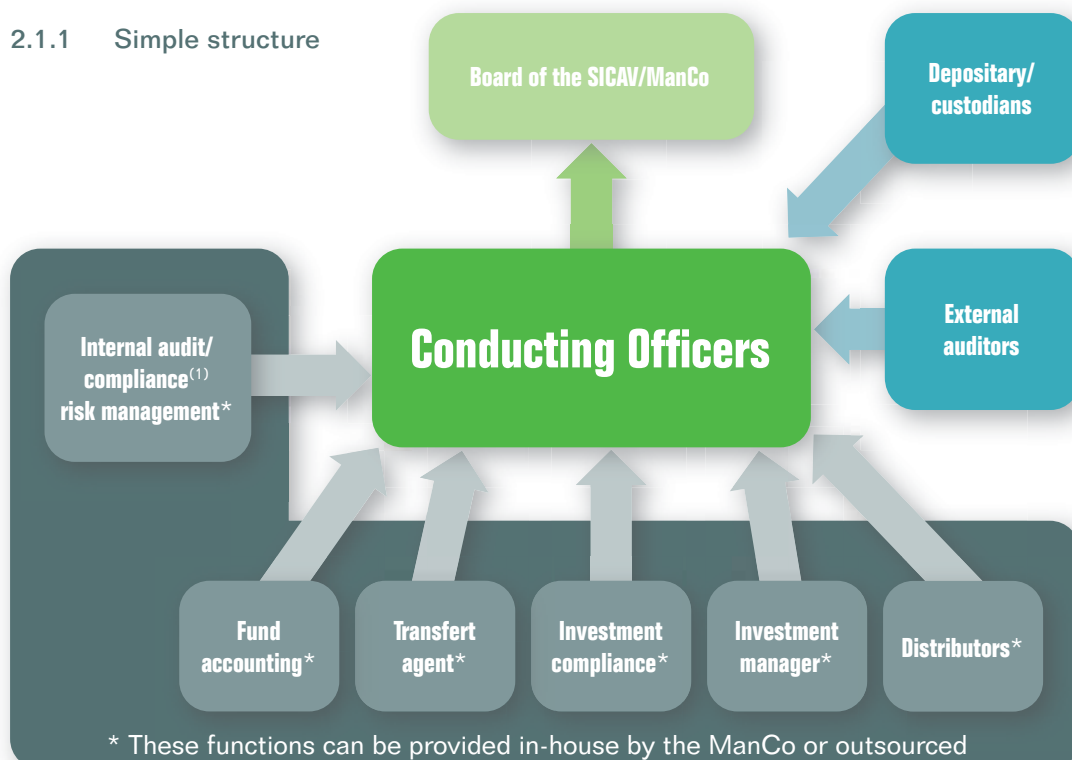 2.1.1 Simple structure
Board of the SICAV/ManCo
Depositary/
custodians
Conducting Officers
External
auditors
Internal audit/
compliance(1)
risk management*
Fund
accounting*
Transfert
agent*
Investment
compliance*
Investment
manager*
Distributors*
* These functions can be provided in-house by the ManCo or outsourced